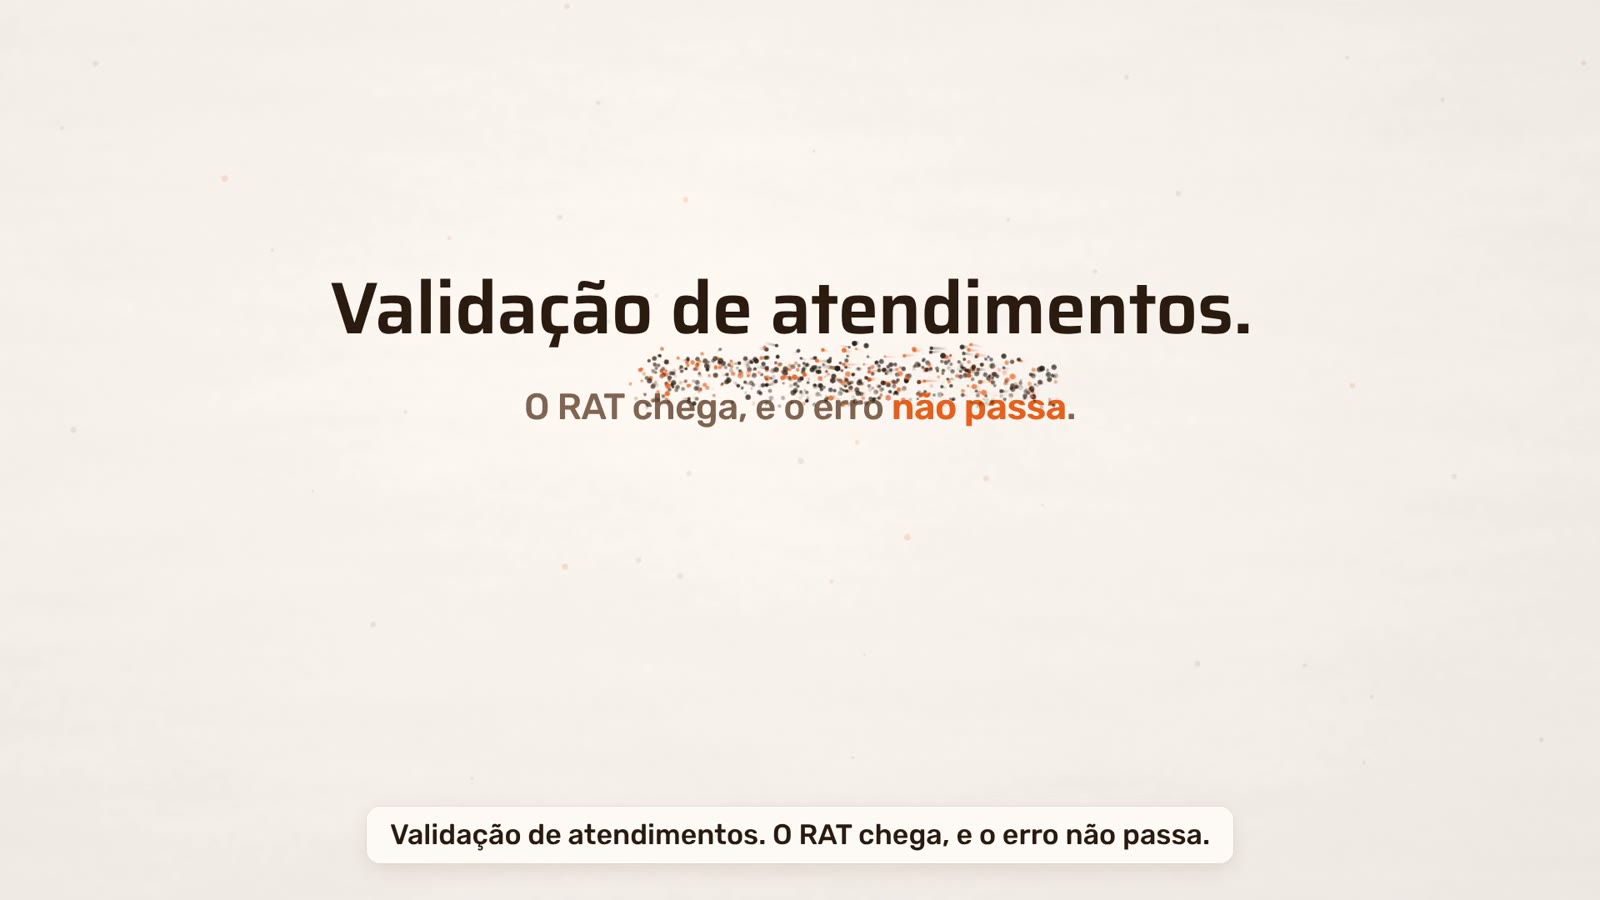 Validação de atendimentos.
O RAT chega, e o erro não passa.
Validação de atendimentos. O RAT chega, e o erro não passa.